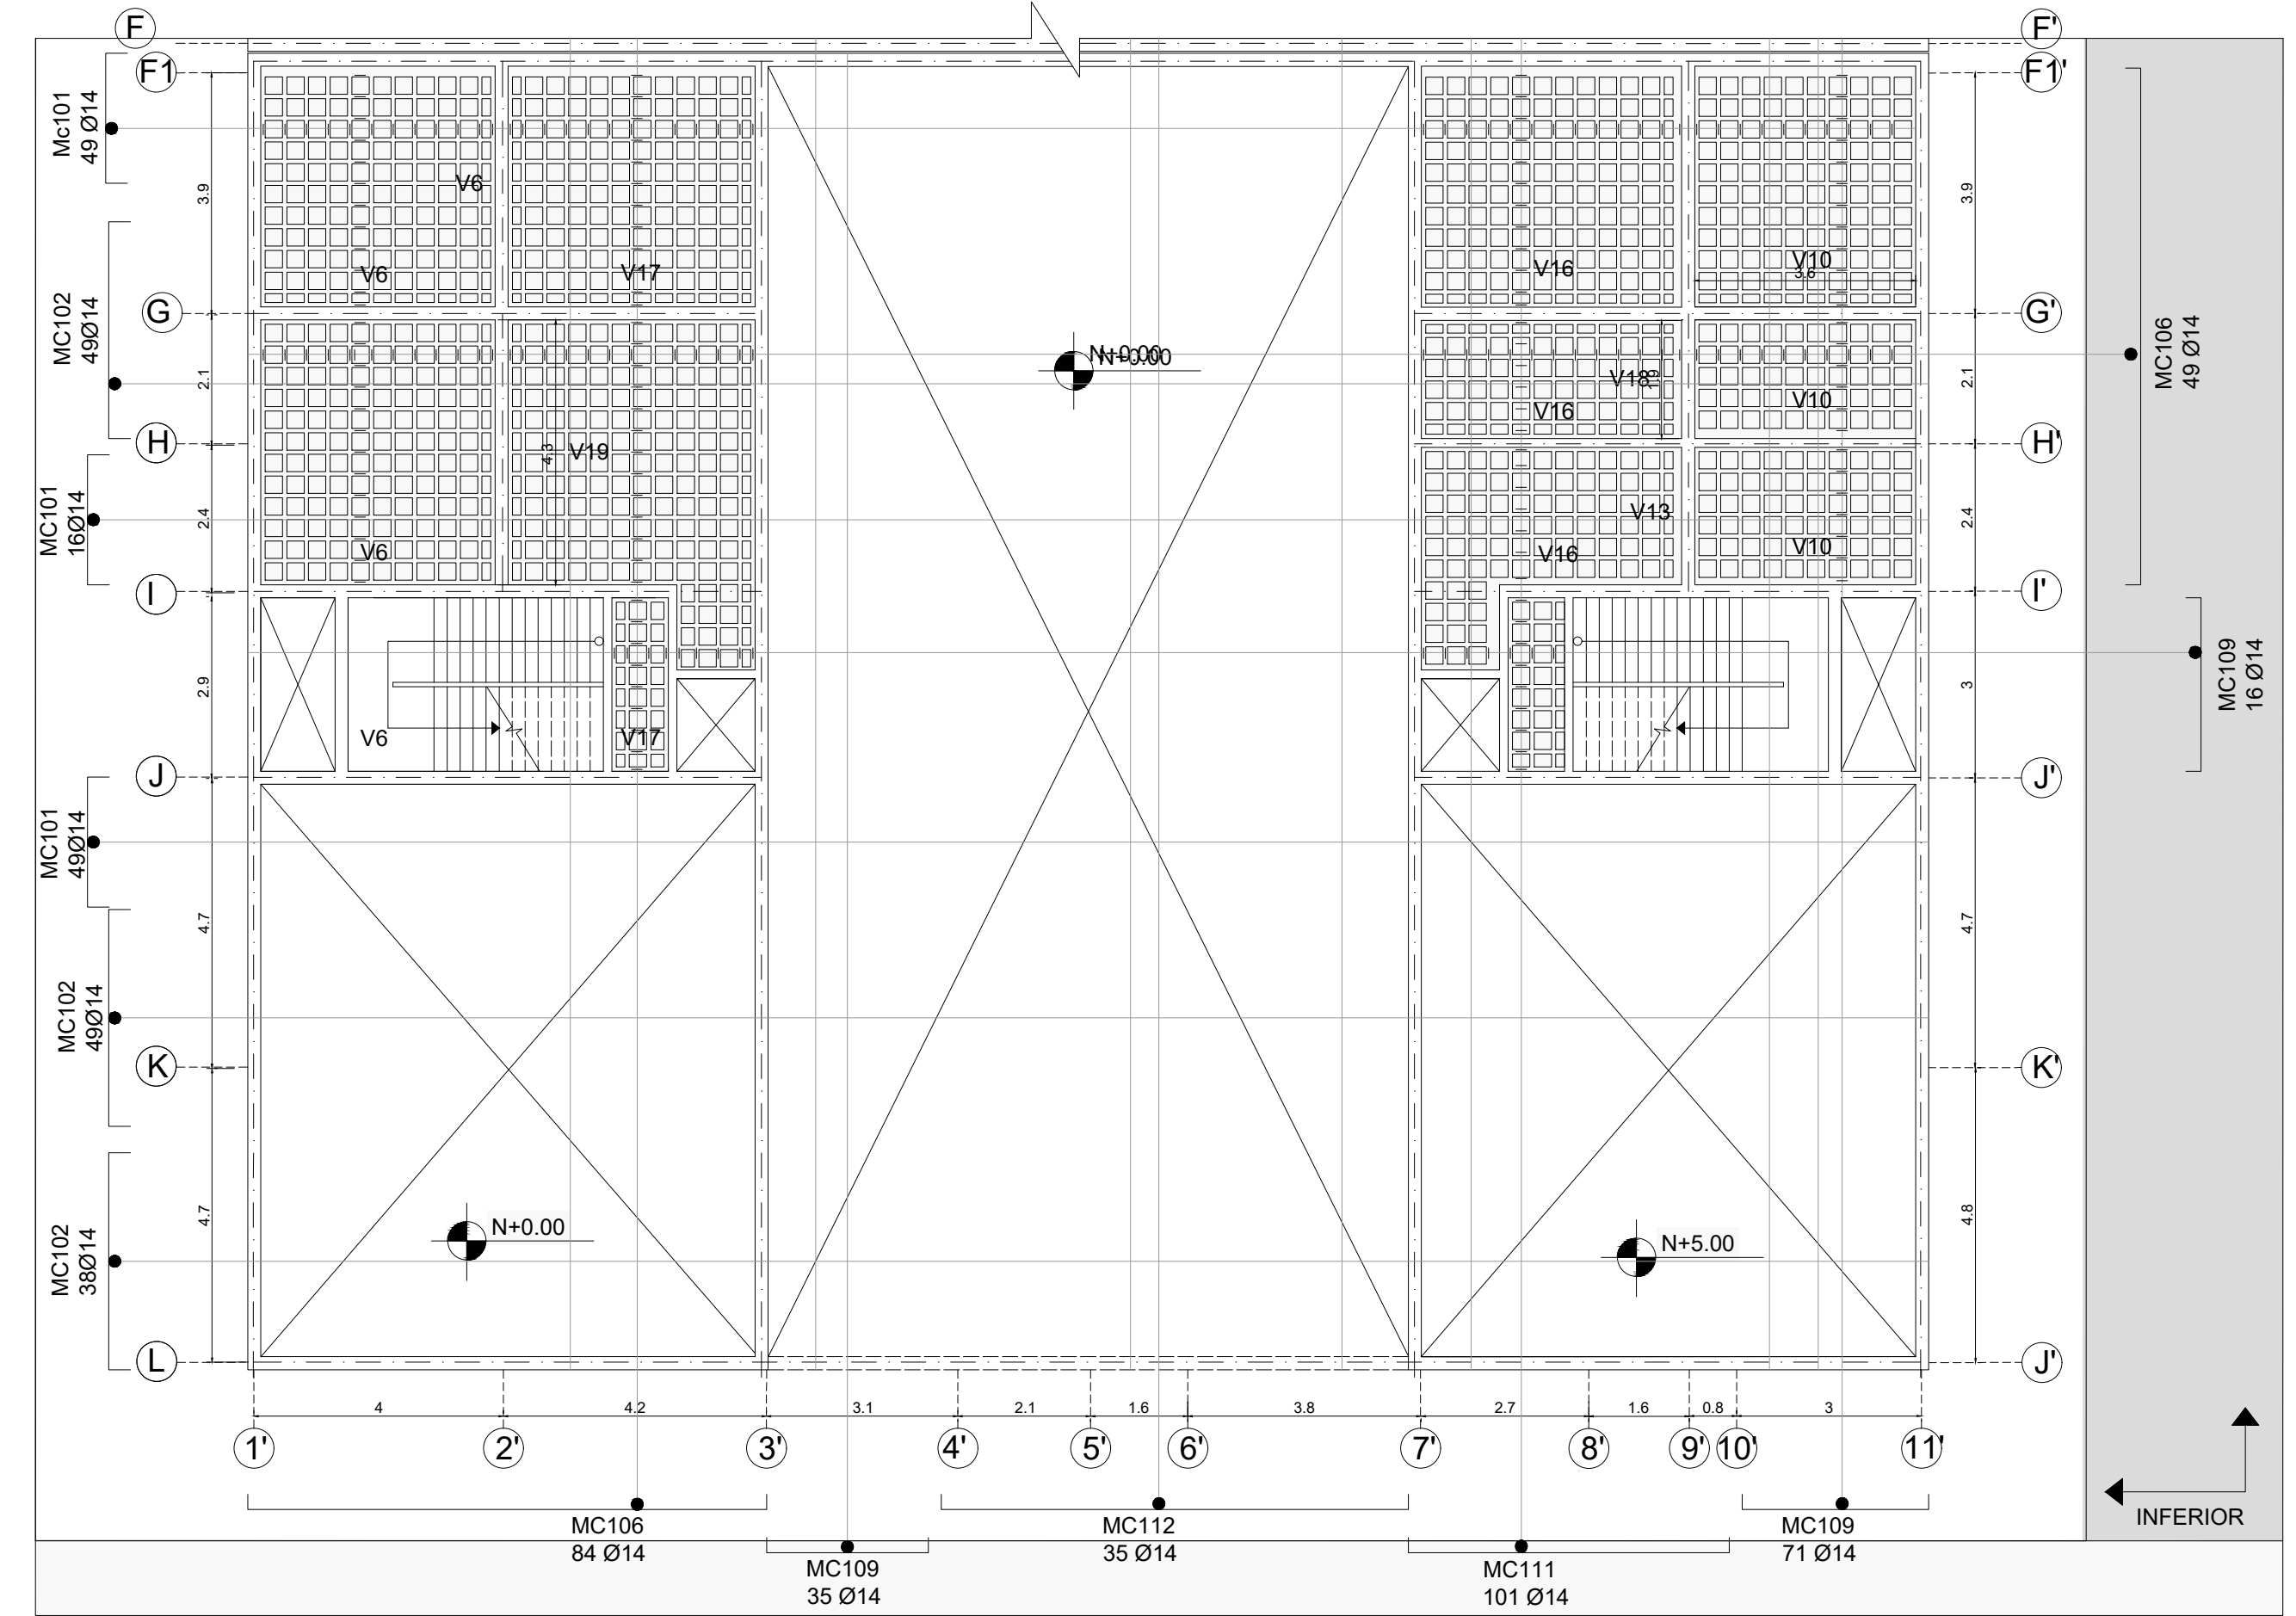 F
F'
F1
F1'
Mc101
49 Ø14
3.9
3.9
V6
V6
V17
V16
V10
3.6
G
G'
MC102
49Ø14
2.1
2.1
N+0.00
MC106
49 Ø14
V18
1.9
V16
V10
H
H'
4.3
V19
MC101
16Ø14
2.4
2.4
V13
V6
V16
V10
I
I'
MC109
16 Ø14
2.9
3
V6
V17
J
J'
MC101
49Ø14
4.7
4.7
MC102
49Ø14
K
K'
MC102
38Ø14
4.7
4.8
N+0.00
N+5.00
L
J'
4
4.2
3.1
2.1
1.6
3.8
2.7
1.6
0.8
3
1'
2'
3'
4'
5'
6'
7'
8'
9'
10'
11'
MC106
84 Ø14
MC109
35 Ø14
MC112
35 Ø14
MC111
101 Ø14
MC109
71 Ø14
INFERIOR